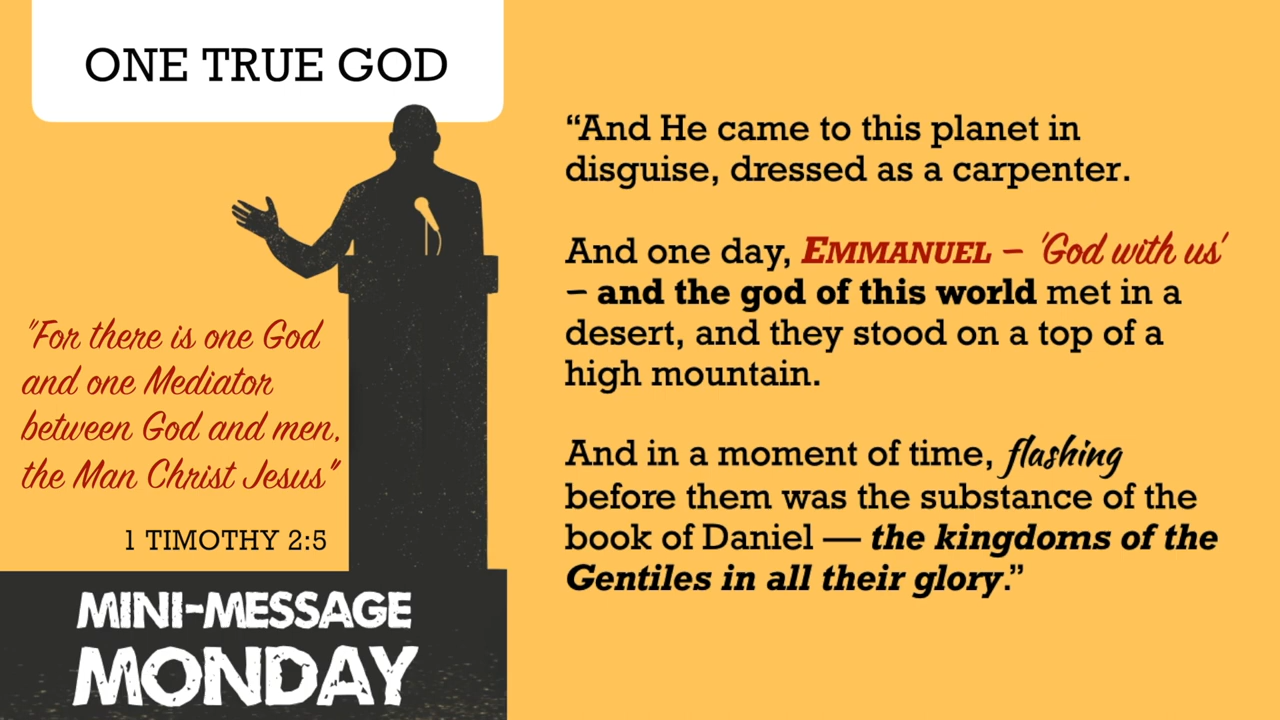 ONE TRUE GOD
"For there is one God
and one Mediator
between God and men,
the Man Christ Jesus"
1 TIMOTHY 2:5
MINI-MESSAGE
MONDAY
“And He came to this planet in
disguise, dressed as a carpenter.
And one day, EMMANUEL – 'God with us'
– and the god of this world met in a
desert, and they stood on a top of a
high mountain.
And in a moment of time, flashing
before them was the substance of the
book of Daniel — the kingdoms of the
Gentiles in all their glory.”